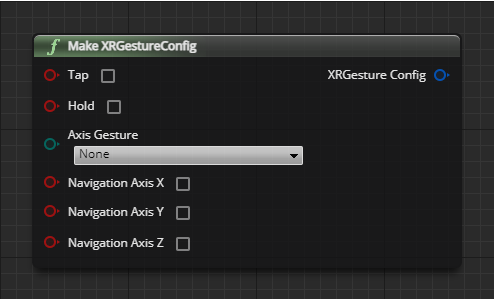 f Make XRGestureConfig
Tap XRGesture Config
Hold
Axis Gesture
None
Navigation Axis X
Navigation Axis Y
Navigation Axis Z